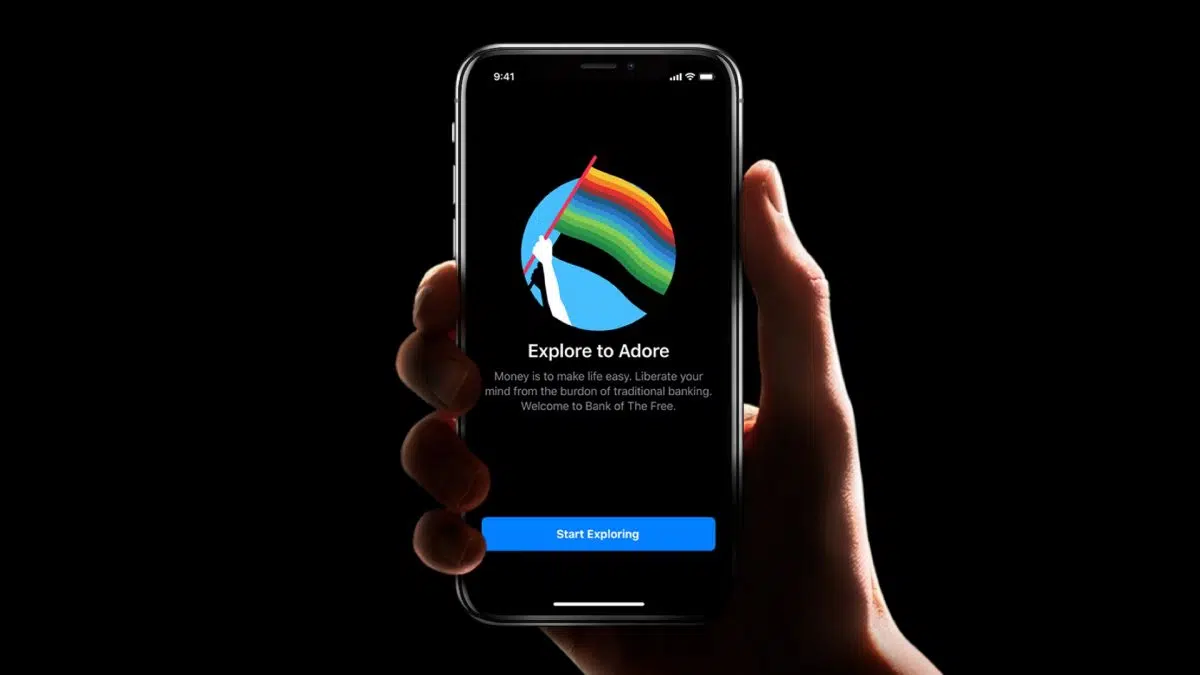 9:41
Explore to Adore
Money is to make life easy. Liberate your
mind from the burdon of traditional banking.
Welcome to Bank of The Free.
Start Exploring